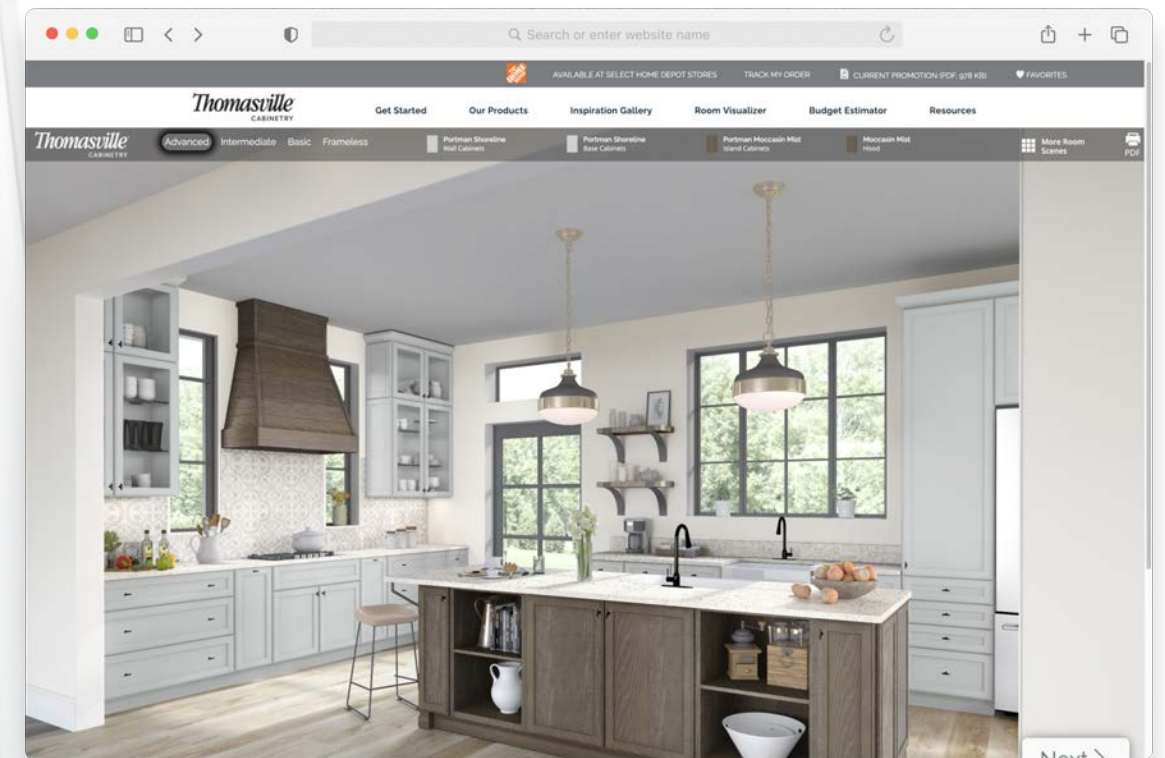 Search or enter website name
AVAILABLE AT SELECT HOME DEPOT STORES TRACK MY ORDER CURRENT PROMOTION (PDF, 978 KB) FAVORITES
Thomasville
CABINETRY
Get Started Our Products Inspiration Gallery Room Visualizer Budget Estimator Resources
Thomasville
CABINETRY
Advanced Intermediate Basic Frameless
Portman Shoreline
Wall Cabinets
Portman Shoreline
Base Cabinets
Portman Moccasin Mist
Island Cabinets
Moccasin Mist
Hood
More Room
Scenes
PDF
Next >